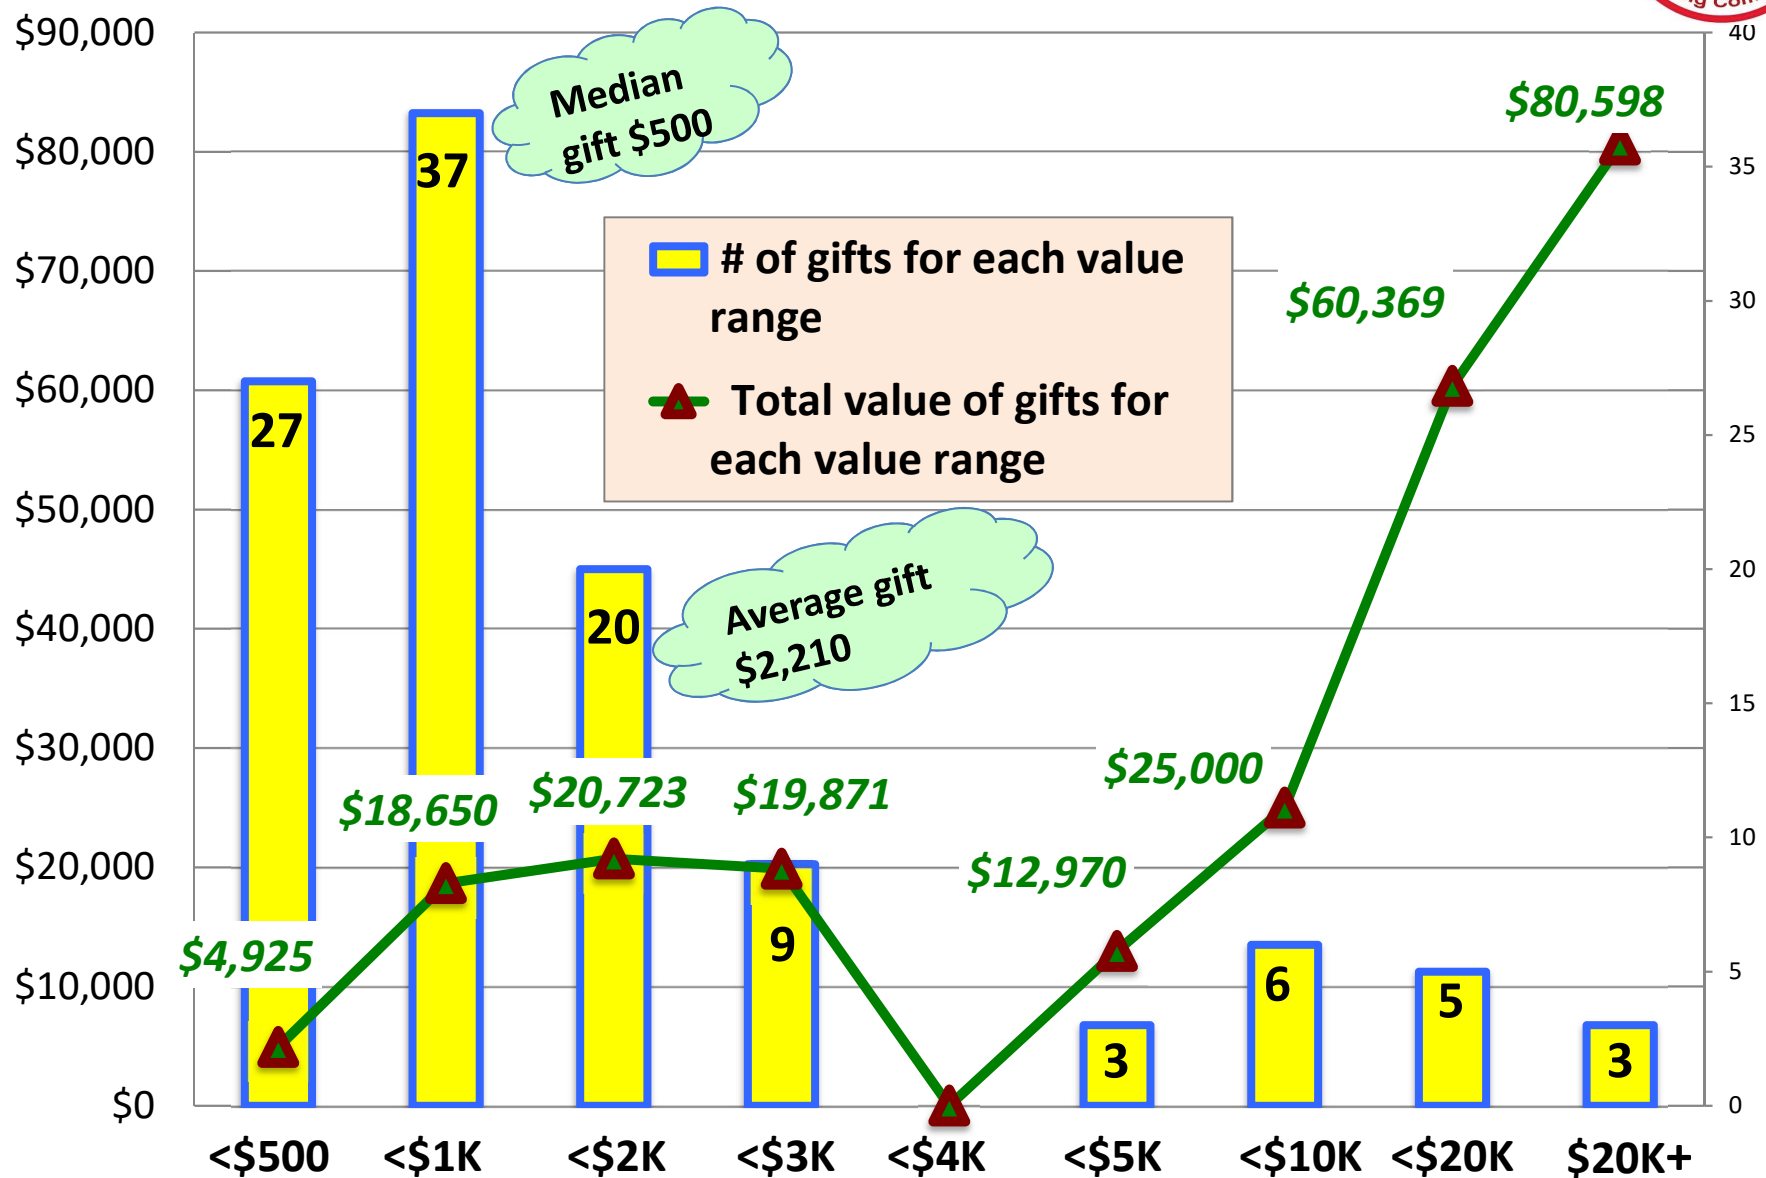 ng Com
$90,000
$80,000
$70,000
$60,000
$50,000
$40,000
$30,000
$20,000
$10,000
$0
40
35
30
25
20
15
10
5
0
Median
gift $500
# of gifts for each value
range
Total value of gifts for
each value range
Average gift
$2,210
27
37
20
9
3
6
5
3
$4,925
$18,650
$20,723
$19,871
$12,970
$25,000
$60,369
$80,598
<$500
<$1K
<$2K
<$3K
<$4K
<$5K
<$10K
<$20K
$20K+